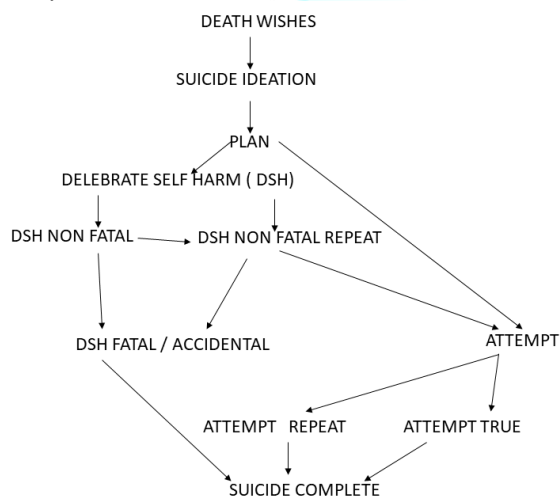 DEATH WISHES
SUICIDE IDEATION
PLAN
DELEBRATE SELF HARM ( DSH)
DSH NON FATAL
DSH NON FATAL REPEAT
DSH FATAL / ACCIDENTAL
ATTEMPT
ATTEMPT REPEAT
ATTEMPT TRUE
SUICIDE COMPLETE